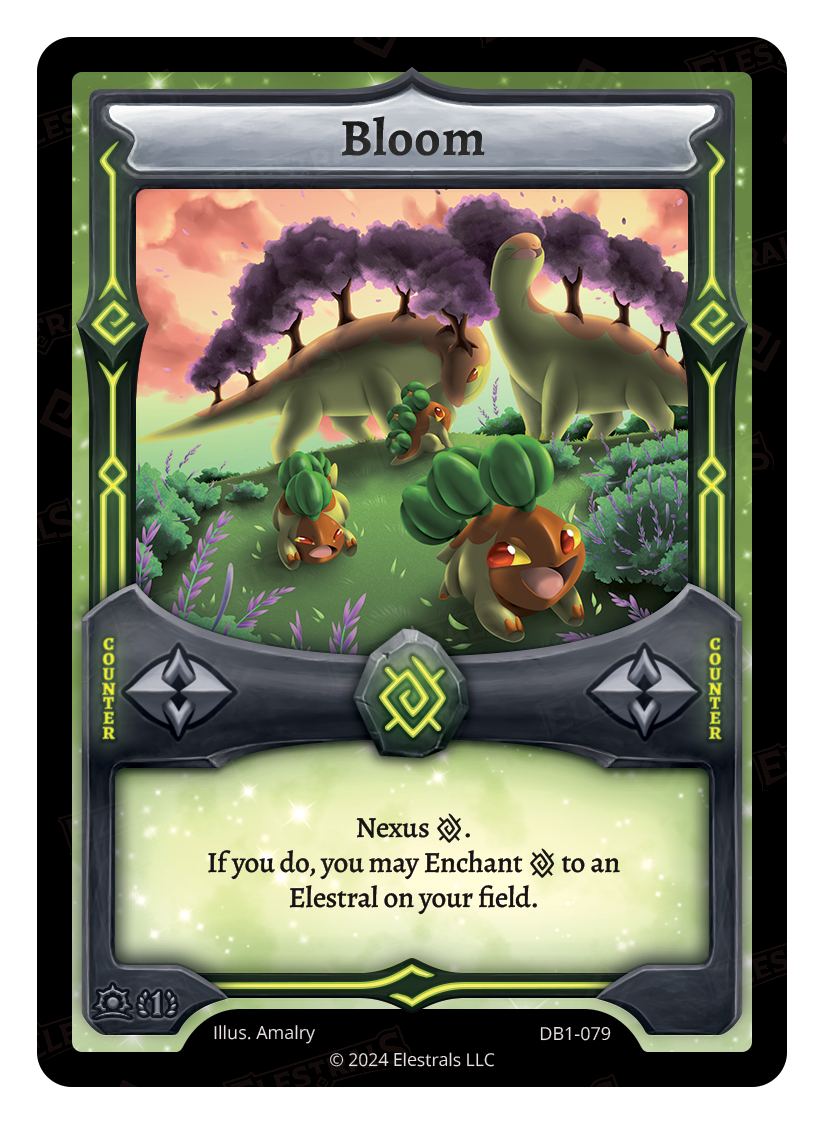 Bloom
COUNTER
COUNTER
Nexus .
If you do, you may Enchant to an
Elestral on your field.
1
Illus. Amalry
DB1-079
© 2024 Elestrals LLC